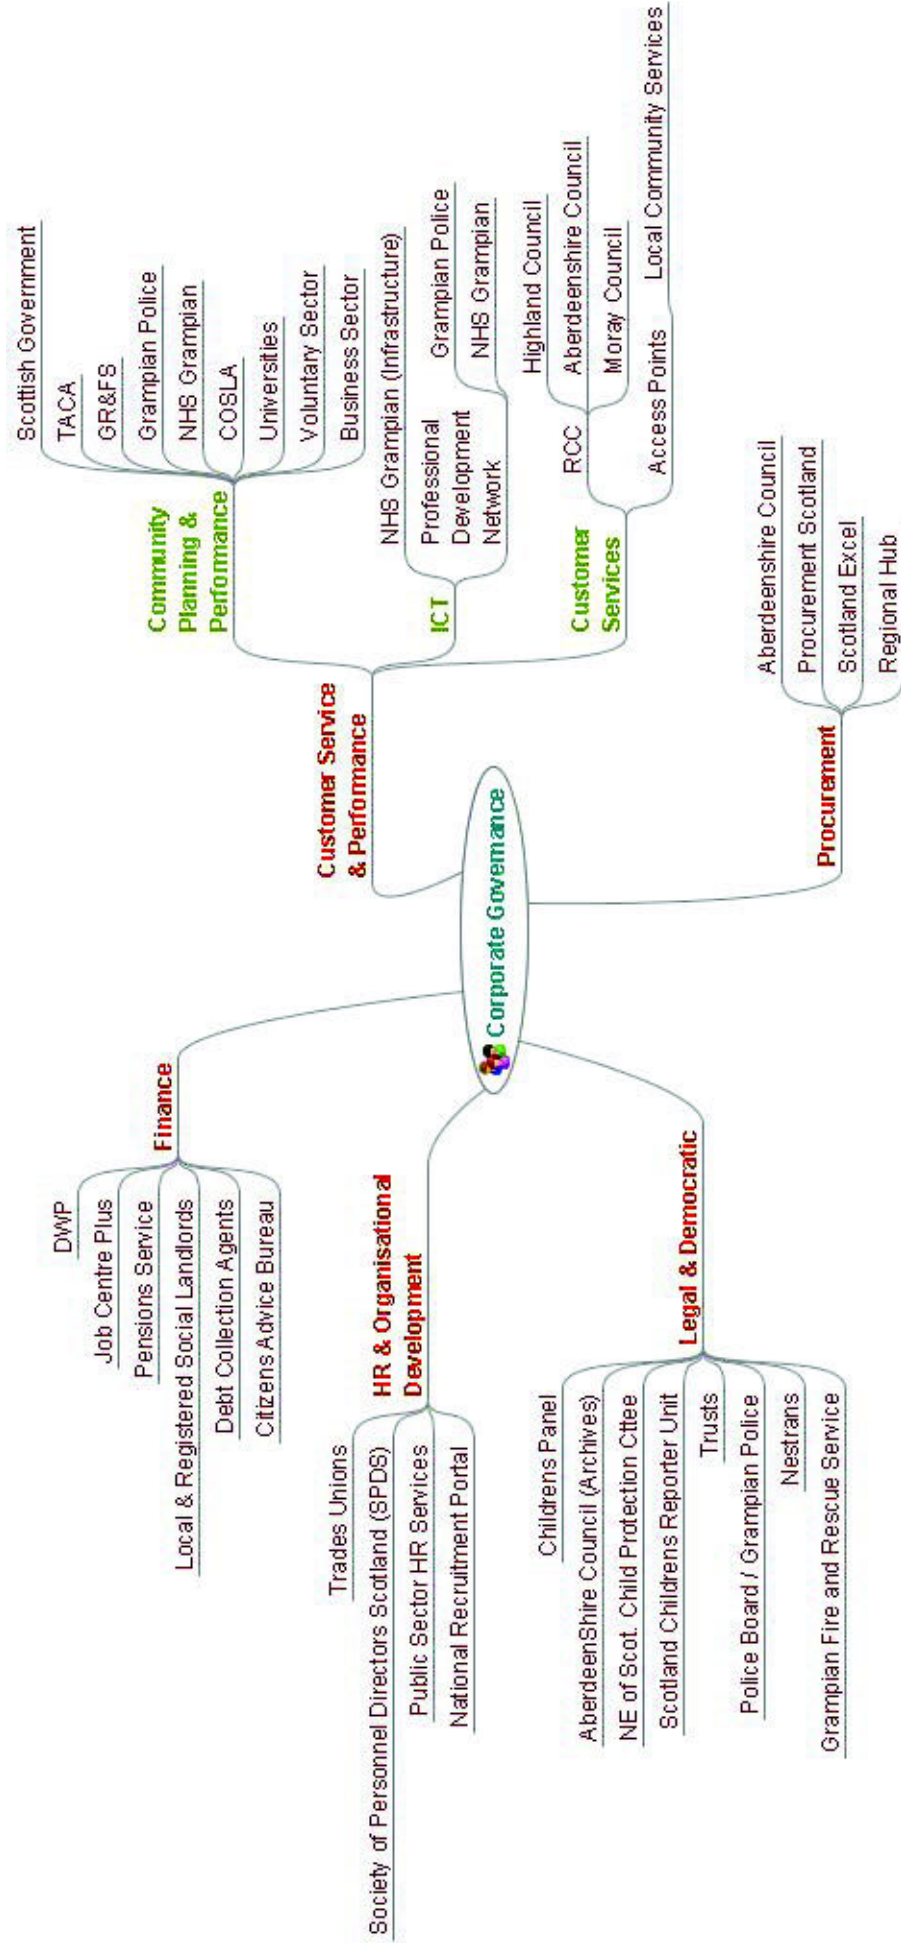 Corporate Governance
Finance
DWP
Job Centre Plus
Pensions Service
Local & Registered Social Landlords
Debt Collection Agents
Citizens Advice Bureau
HR & Organisational
Development
Trades Unions
Society of Personnel Directors Scotland (SPDS)
Public Sector HR Services
National Recruitment Portal
Legal & Democratic
Childrens Panel
AberdeenShire Council (Archives)
NE of Scot. Child Protection Cttee
Scotland Childrens Reporter Unit
Trusts
Police Board / Grampian Police
Nestrans
Grampian Fire and Rescue Service
Customer Service
& Performance
Community
Planning &
Performance
Scottish Government
TACA
GR&FS
Grampian Police
NHS Grampian
COSLA
Universities
Voluntary Sector
Business Sector
ICT
NHS Grampian (Infrastructure)
Professional
Development
Network
Grampian Police
NHS Grampian
Customer
Services
RCC
Highland Council
Aberdeenshire Council
Moray Council
Access Points
Local Community Services
Procurement
Aberdeenshire Council
Procurement Scotland
Scotland Excel
Regional Hub